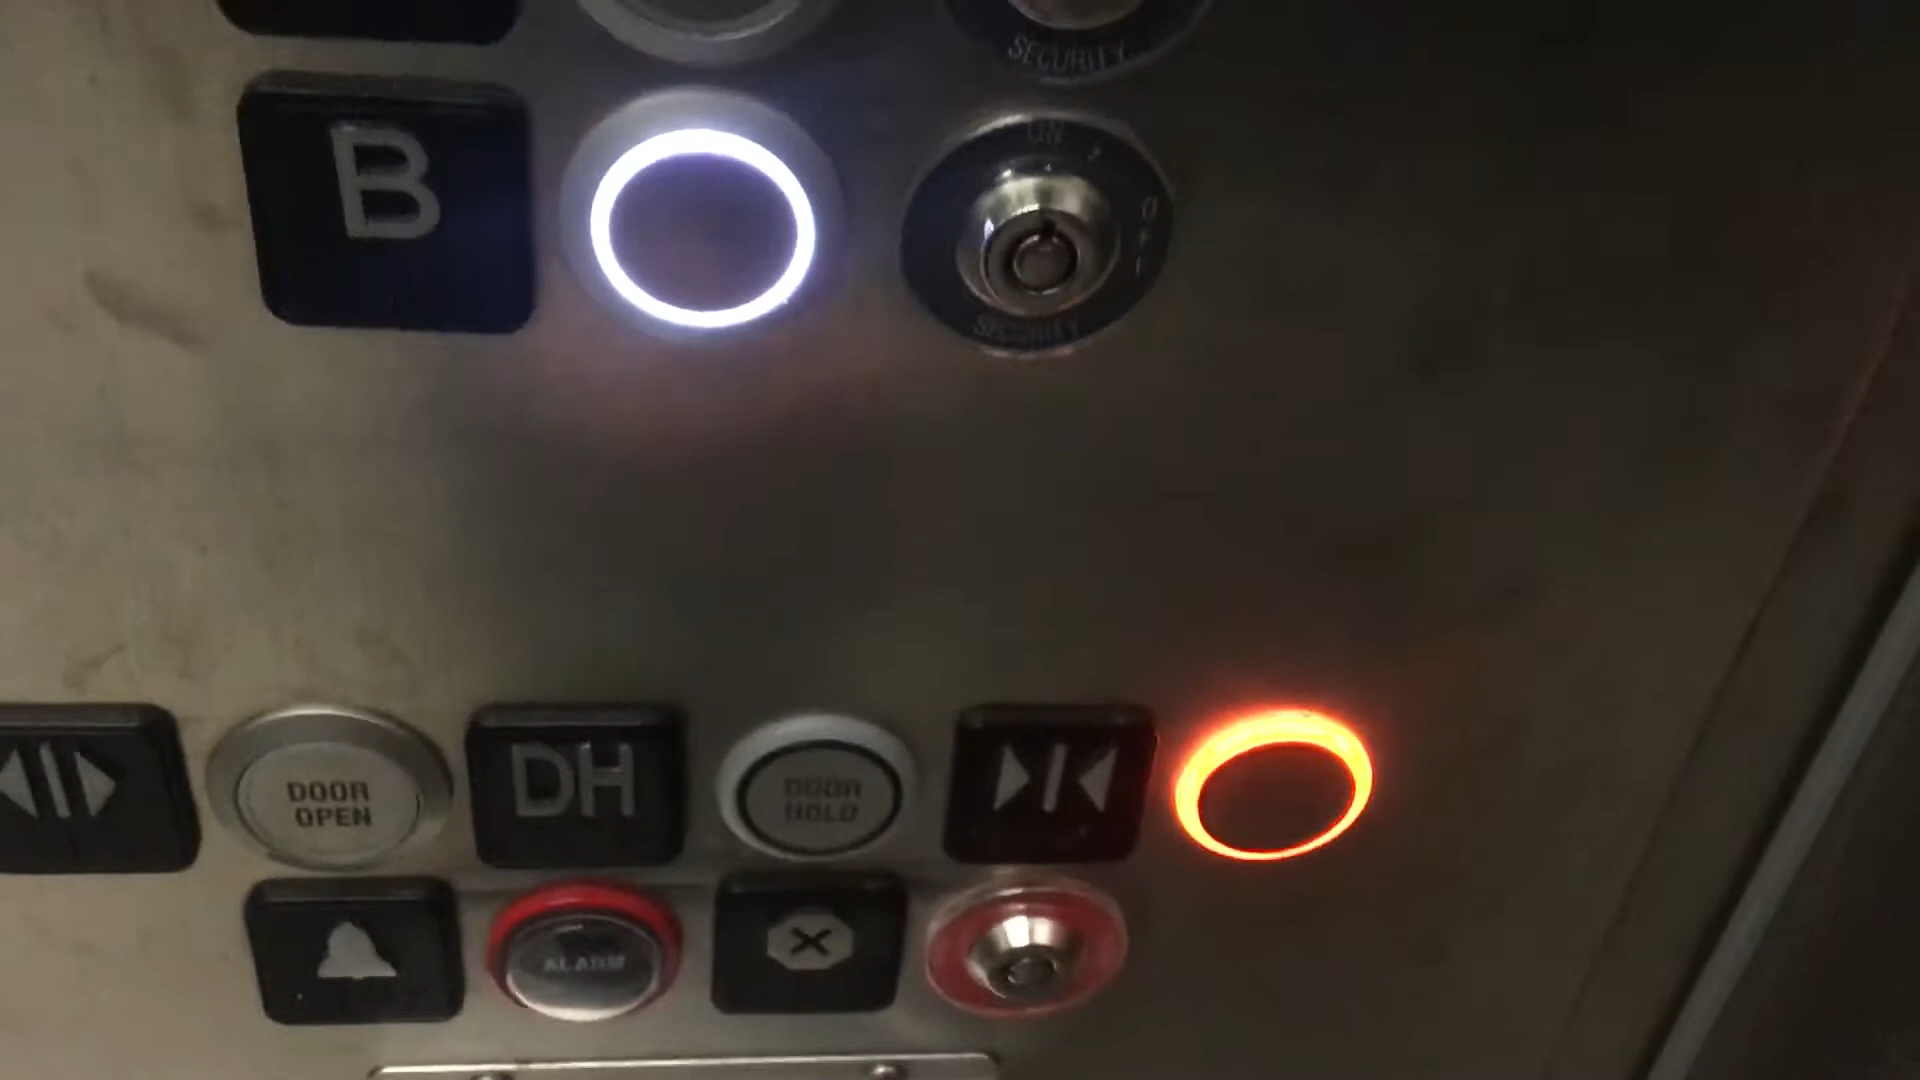 SECURITY
B
ON
OFF
SECURITY
DOOR
OPEN
DH
DOOR
HOLD
ALARM